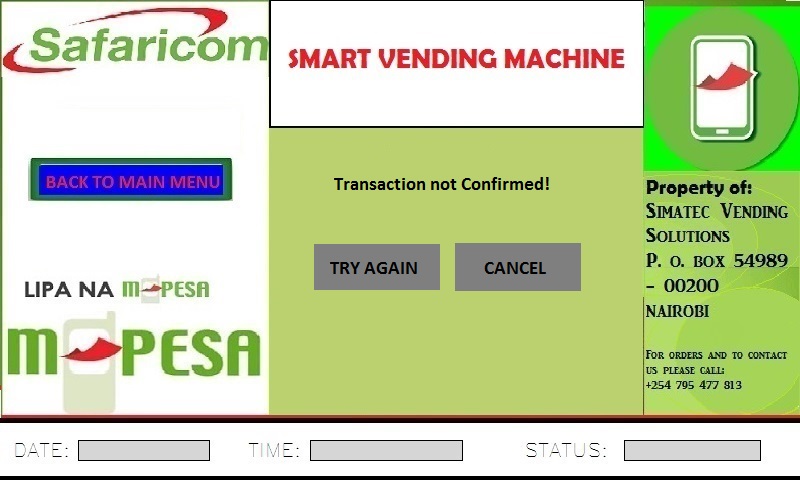 Safaricom
SMART VENDING MACHINE
BACK TO MAIN MENU
Transaction not Confirmed!
TRY AGAIN
CANCEL
LIPA NA M-PESA
M-PESA
Property of:
Simatec Vending
Solutions
P. O. BOX 54989
- 00200
NAIROBI
For orders and to contact
us, please call:
+254 795 477 813
DATE:
TIME:
STATUS: